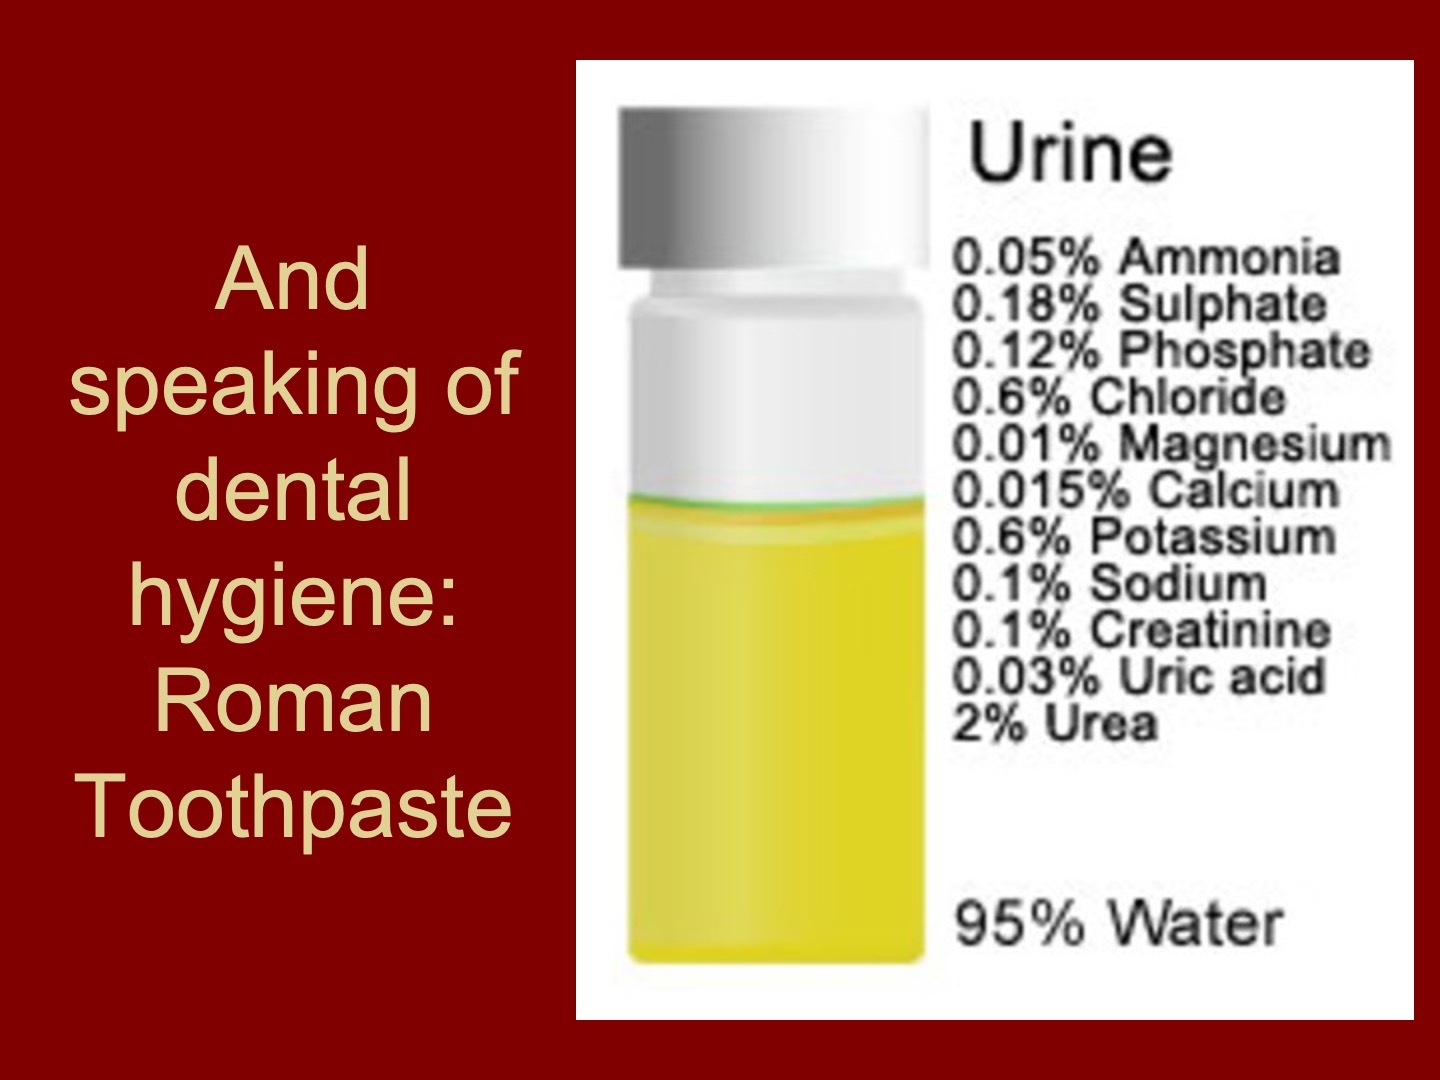 And
speaking of
dental
hygiene:
Roman
Toothpaste
Urine
0.05% Ammonia
0.18% Sulphate
0.12% Phosphate
0.6% Chloride
0.01% Magnesium
0.015% Calcium
0.6% Potassium
0.1% Sodium
0.1% Creatinine
0.03% Uric acid
2% Urea
95% Water